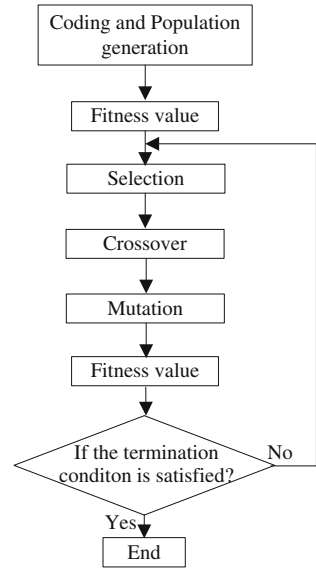 Coding and Population
generation
Fitness value
Selection
Crossover
Mutation
Fitness value
If the termination
conditon is satisfied?
No
Yes
End